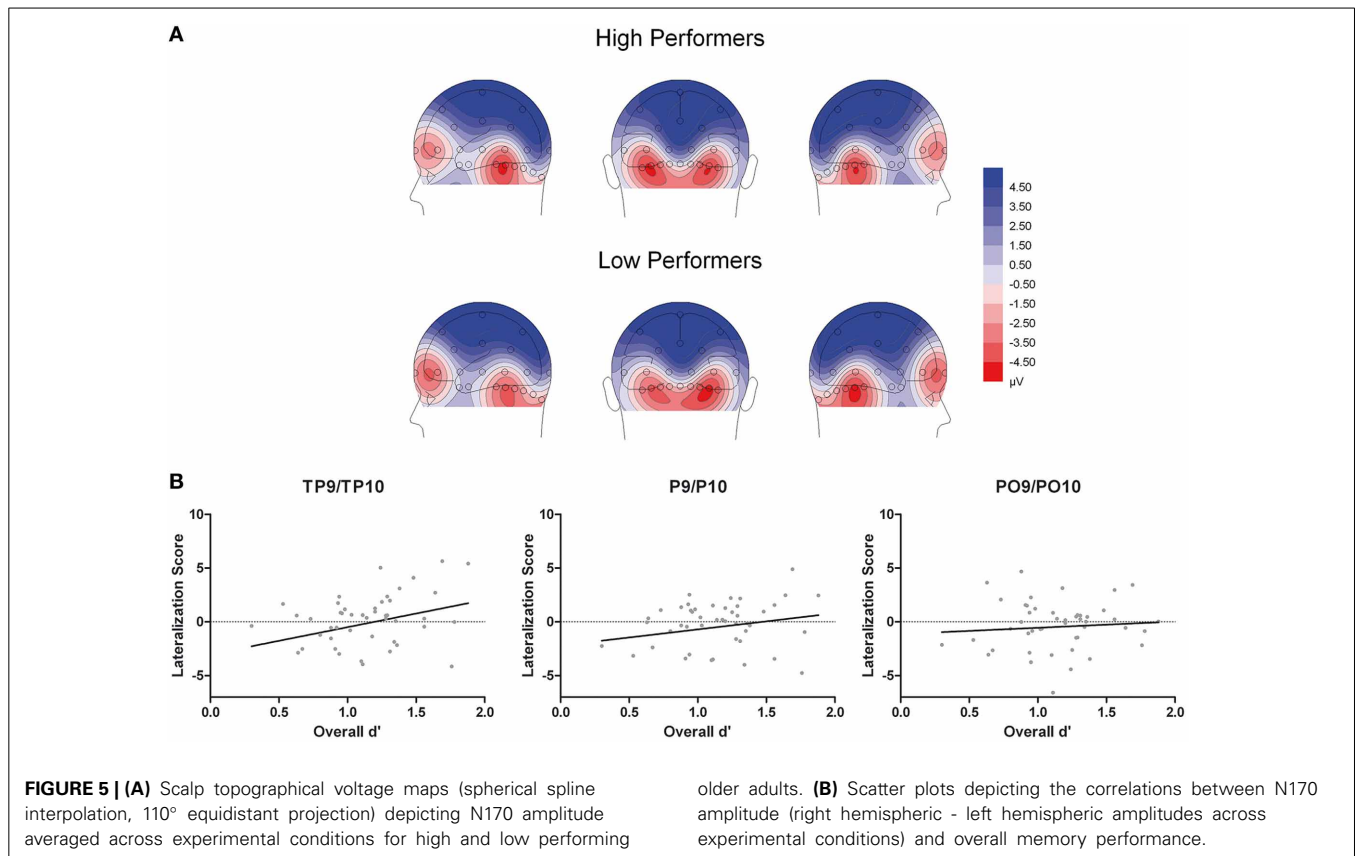 A
High Performers
4.50
3.50
2.50
1.50
0.50
-0.50
-1.50
-2.50
-3.50
-4.50
µV
Low Performers
B
TP9/TP10
P9/P10
PO9/PO10
10
5
0
-5
Lateralization Score
0.0 0.5 1.0 1.5 2.0
Overall d'
10
5
0
-5
Lateralization Score
0.0 0.5 1.0 1.5 2.0
Overall d'
10
5
0
-5
Lateralization Score
0.0 0.5 1.0 1.5 2.0
Overall d'
FIGURE 5 | (A) Scalp topographical voltage maps (spherical spline
interpolation, 110° equidistant projection) depicting N170 amplitude
averaged across experimental conditions for high and low performing
older adults. (B) Scatter plots depicting the correlations between N170
amplitude (right hemispheric - left hemispheric amplitudes across
experimental conditions) and overall memory performance.